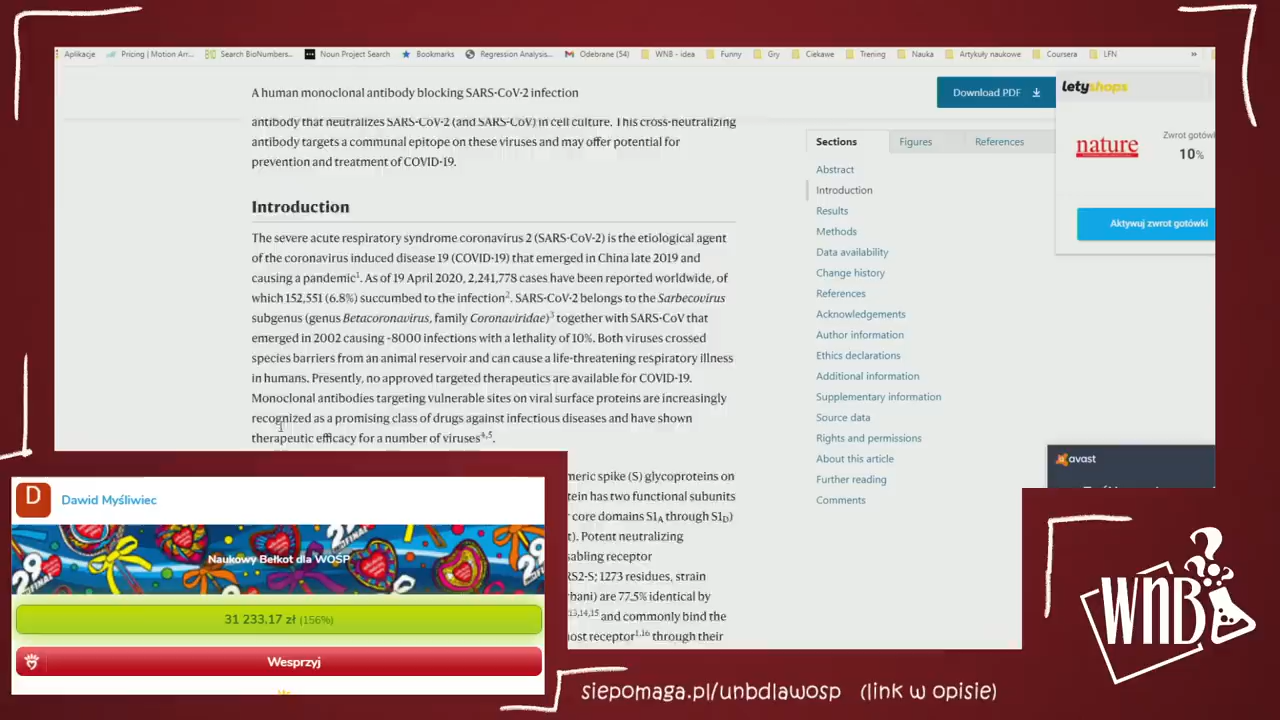 Aplikacje Pricing | Motion Arr... Search BioNumbers... Noun Project Search Bookmarks Regression Analysis... Odebrane (54) WNB - idea Funny Gry Ciekawe Trening Nauka Artykuły naukowe Coursera LFN »
A human monoclonal antibody blocking SARS-CoV-2 infection
Download PDF
antibody that neutralizes SARS-CoV-2 (and SARS-CoV) in cell culture. This cross-neutralizing
antibody targets a communal epitope on these viruses and may offer potential for
prevention and treatment of COVID-19.
Introduction
The severe acute respiratory syndrome coronavirus 2 (SARS-CoV-2) is the etiological agent
of the coronavirus induced disease 19 (COVID-19) that emerged in China late 2019 and
causing a pandemic1. As of 19 April 2020, 2,241,778 cases have been reported worldwide, of
which 152,551 (6.8%) succumbed to the infection2. SARS-CoV-2 belongs to the Sarbecovirus
subgenus (genus Betacoronavirus, family Coronaviridae)3 together with SARS-CoV that
emerged in 2002 causing ~8000 infections with a lethality of 10%. Both viruses crossed
species barriers from an animal reservoir and can cause a life-threatening respiratory illness
in humans. Presently, no approved targeted therapeutics are available for COVID-19.
Monoclonal antibodies targeting vulnerable sites on viral surface proteins are increasingly
recognized as a promising class of drugs against infectious diseases and have shown
therapeutic efficacy for a number of viruses4,5.
meric spike (S) glycoproteins on
tein has two functional subunits
r core domains S1A through S1D)
t). Potent neutralizing
sabling receptor
RS2-S; 1273 residues, strain
rbani) are 77.5% identical by
13,14,15 and commonly bind the
ost receptor1,16 through their
Sections Figures References
Abstract
Introduction
Results
Methods
Data availability
Change history
References
Acknowledgements
Author information
Ethics declarations
Additional information
Supplementary information
Source data
Rights and permissions
About this article
Further reading
Comments
letyshops
nature
Zwrot gotówk
10%
Aktywuj zwrot gotówki
avast
D
Dawid Myśliwiec
29 FINAŁ
Naukowy Bełkot dla WOŚP
31 233,17 zł (156%)
Wesprzyj
siepomaga.pl/unbdlawosp (link w opisie)
WNB